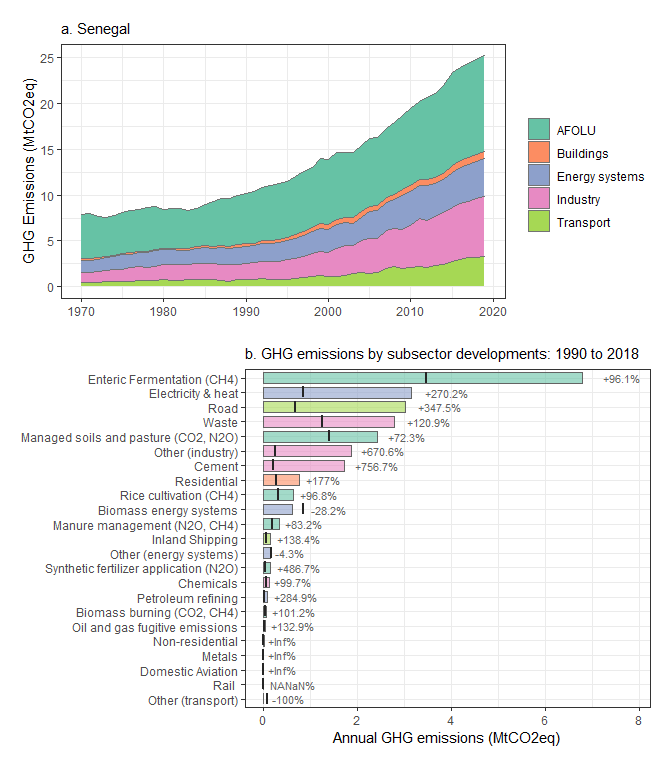 a. Senegal
25
20
15
10
5
0
GHG Emissions (MtCO2eq)
1970
1980
1990
2000
2010
2020
AFOLU
Buildings
Energy systems
Industry
Transport
b. GHG emissions by subsector developments: 1990 to 2018
Enteric Fermentation (CH4) +96.1%
Electricity & heat +270.2%
Road +347.5%
Waste +120.9%
Managed soils and pasture (CO2, N2O) +72.3%
Other (industry) +670.6%
Cement +756.7%
Residential +177%
Rice cultivation (CH4) +96.8%
Biomass energy systems -28.2%
Manure management (N2O, CH4) +83.2%
Inland Shipping +138.4%
Other (energy systems) -4.3%
Synthetic fertilizer application (N2O) +486.7%
Chemicals +99.7%
Petroleum refining +284.9%
Biomass burning (CO2, CH4) +101.2%
Oil and gas fugitive emissions +132.9%
Non-residential +Inf%
Metals +Inf%
Domestic Aviation +Inf%
Rail NANaN%
Other (transport) -100%
0
2
4
6
8
Annual GHG emissions (MtCO2eq)